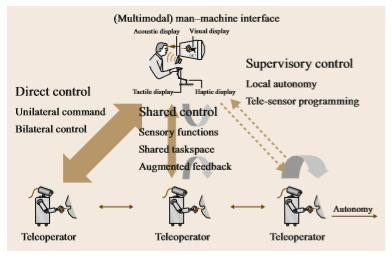 (Multimodal) man–machine interface
Acoustic display
Visual display
Tactile display
Haptic display
Direct control
Unilateral command
Bilateral control
Supervisory control
Local autonomy
Tele-sensor programming
Shared control
Sensory functions
Shared taskspace
Augmented feedback
Autonomy
Teleoperator
Teleoperator
Teleoperator